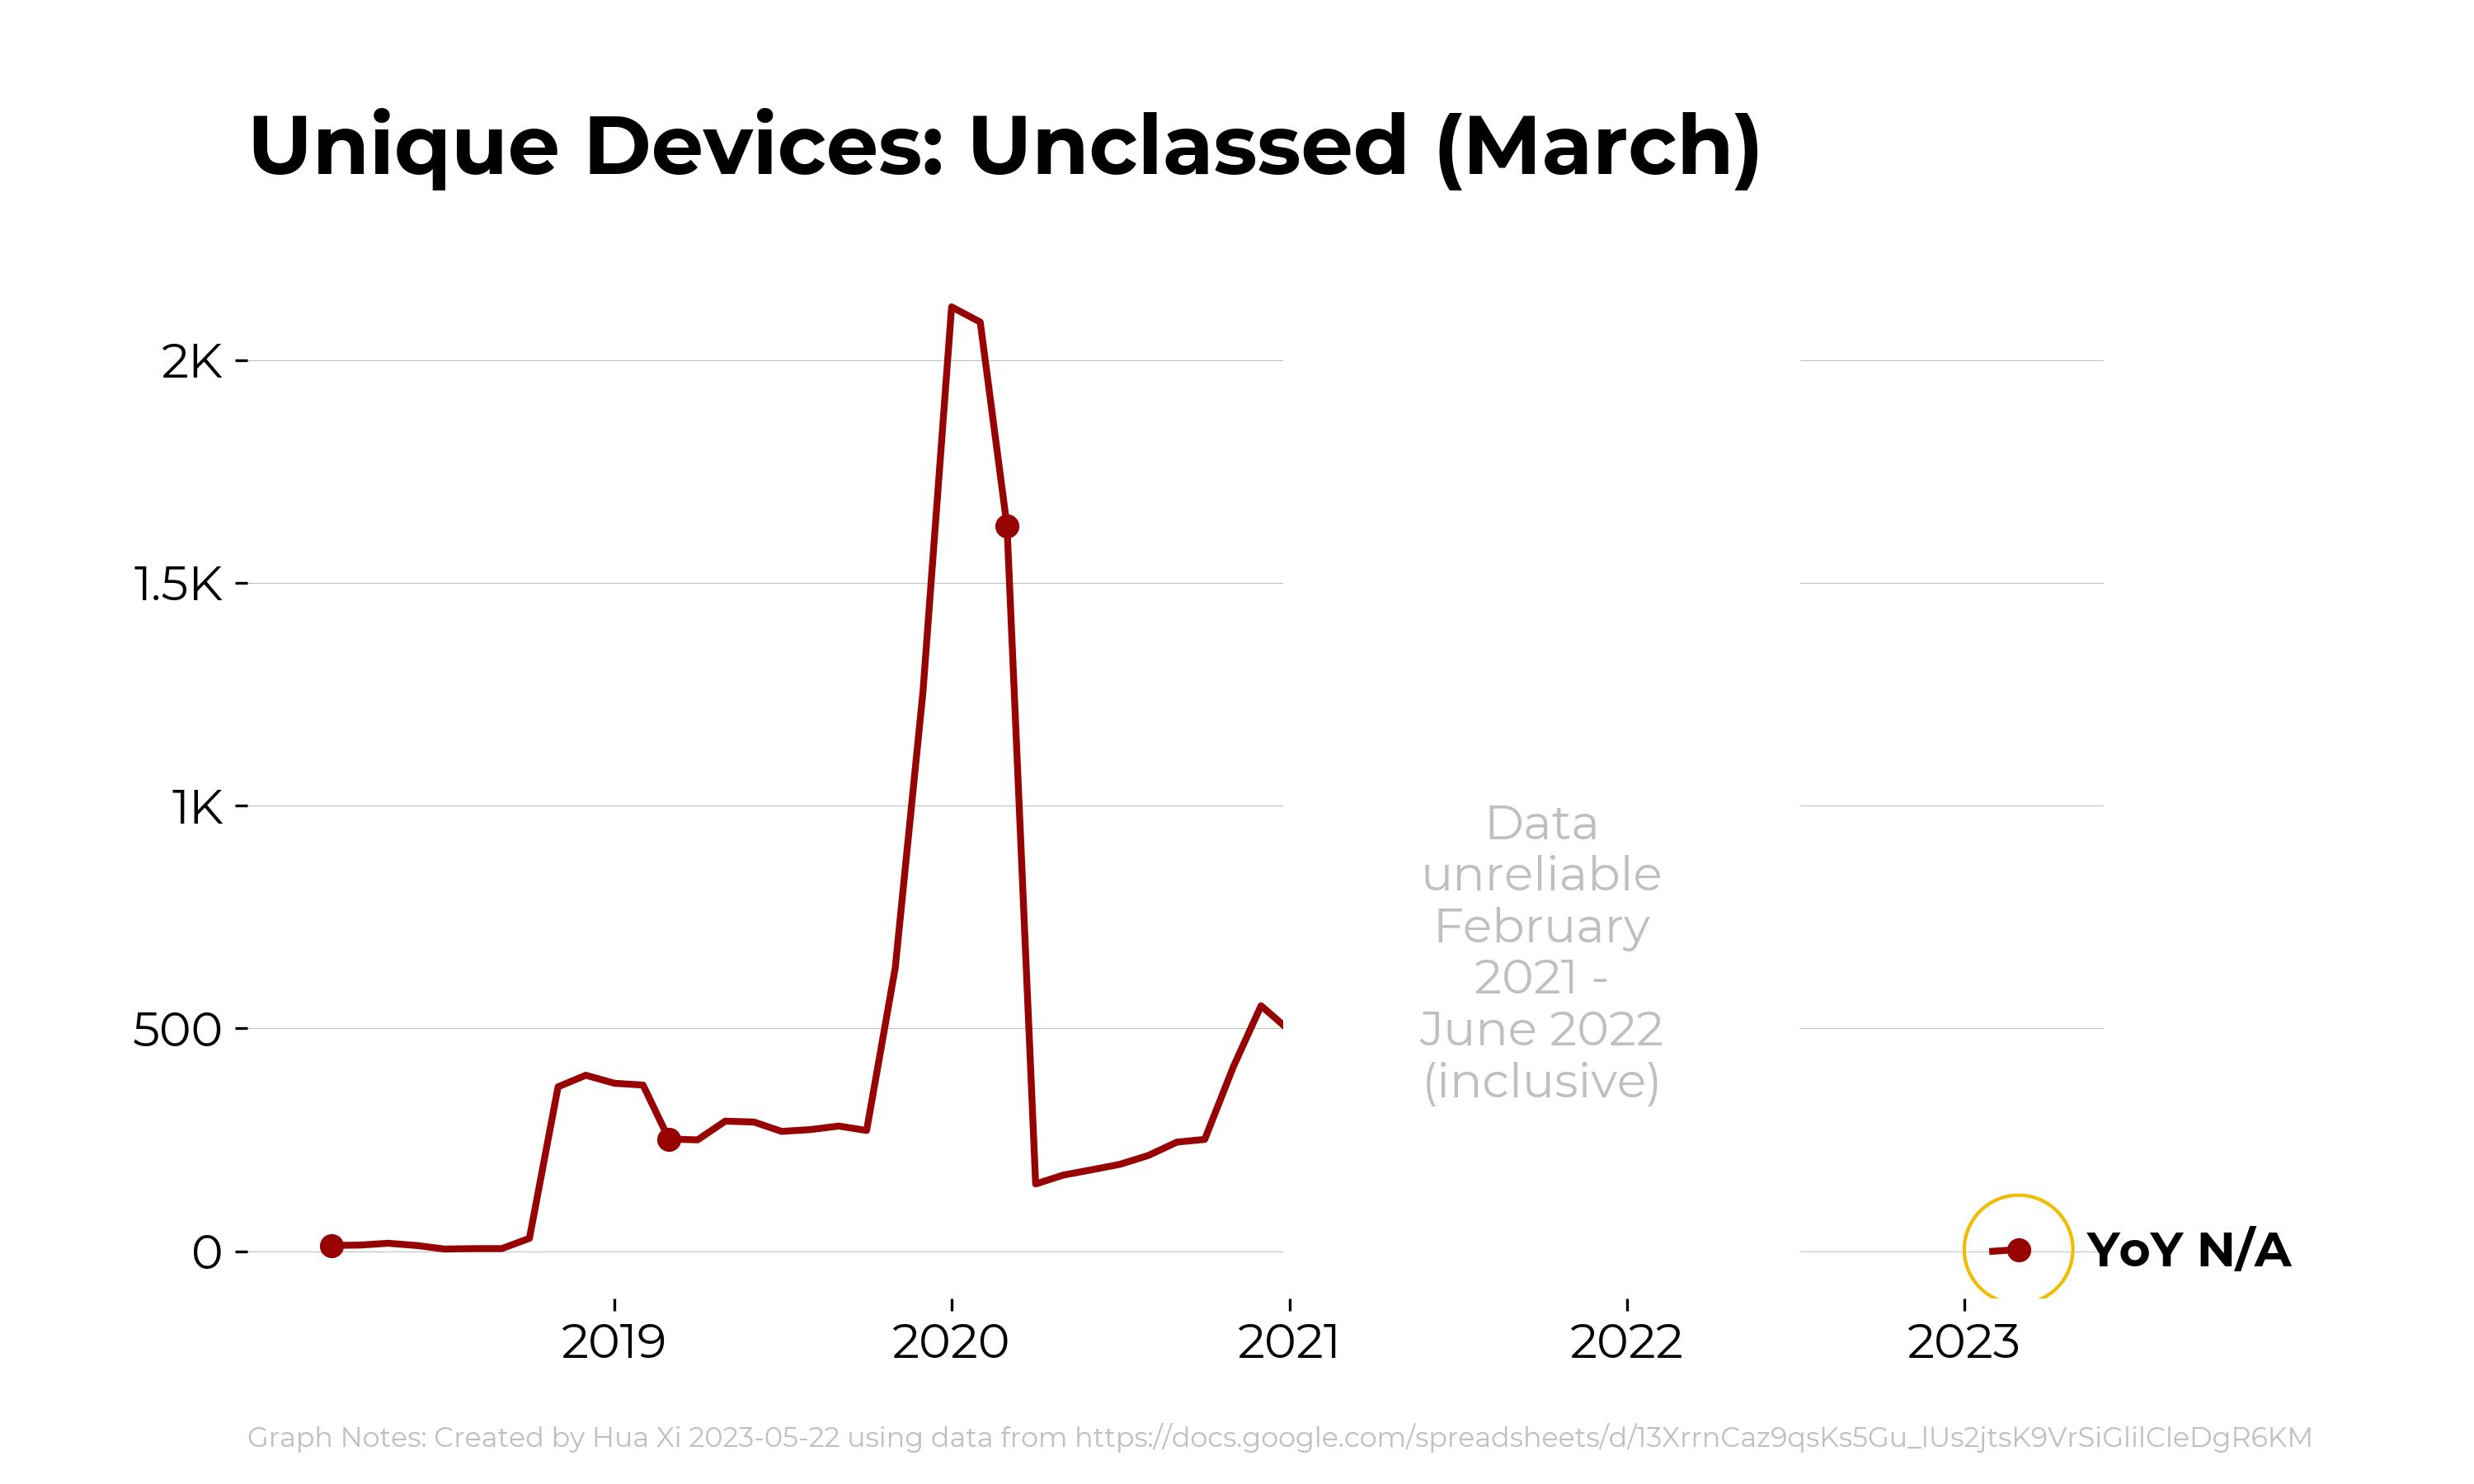 Unique Devices: Unclassed (March)
2K
1.5K
1K
500
0
Data
unreliable
February
2021 -
June 2022
(inclusive)
YoY N/A
2019
2020
2021
2022
2023
Graph Notes: Created by Hua Xi 2023-05-22 using data from https://docs.google.com/spreadsheets/d/13XrrnCaz9qsKs5Gu_lUs2jtsK9VrSiGlilCleDgR6KM